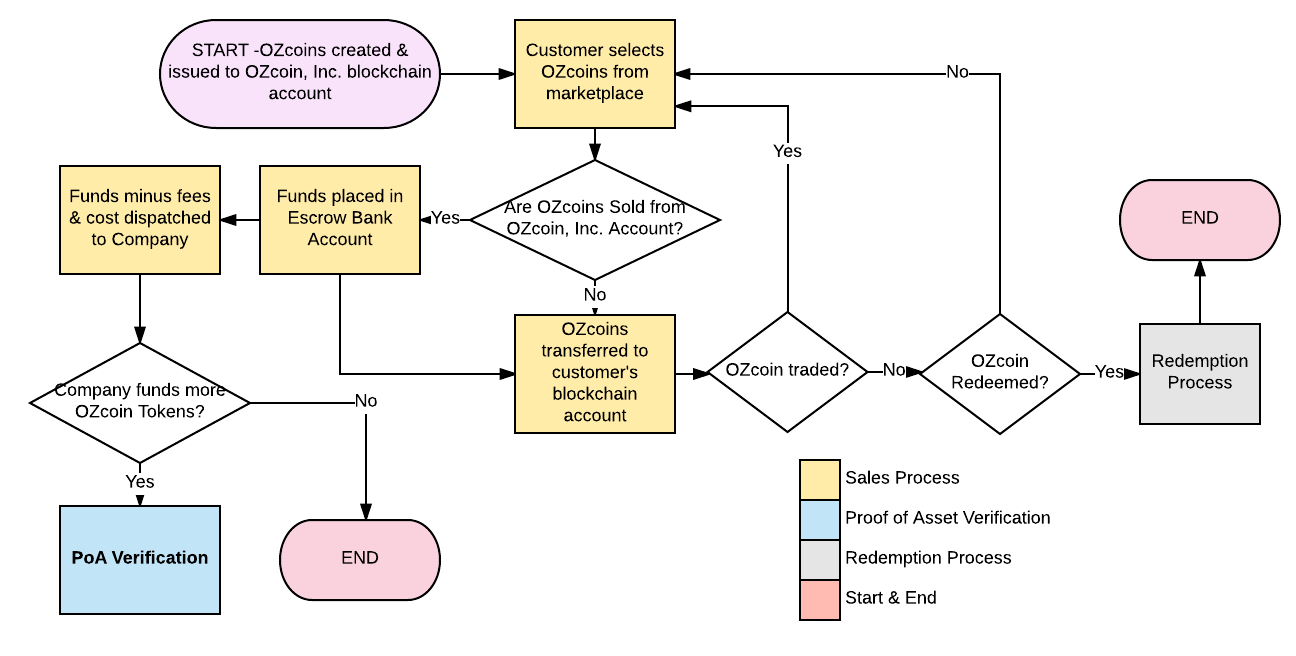 START -OZcoins created &
issued to OZcoin, Inc. blockchain
account
Customer selects
OZcoins from
marketplace
No
Yes
Funds minus fees
& cost dispatched
to Company
Funds placed in
Escrow Bank
Account
Yes
Are OZcoins Sold from
OZcoin, Inc. Account?
END
No
OZcoins
transferred to
customer's
blockchain
account
OZcoin traded?
No
OZcoin
Redeemed?
Yes
Redemption
Process
Company funds more
OZcoin Tokens?
No
Yes
PoA Verification
END
Sales Process
Proof of Asset Verification
Redemption Process
Start & End